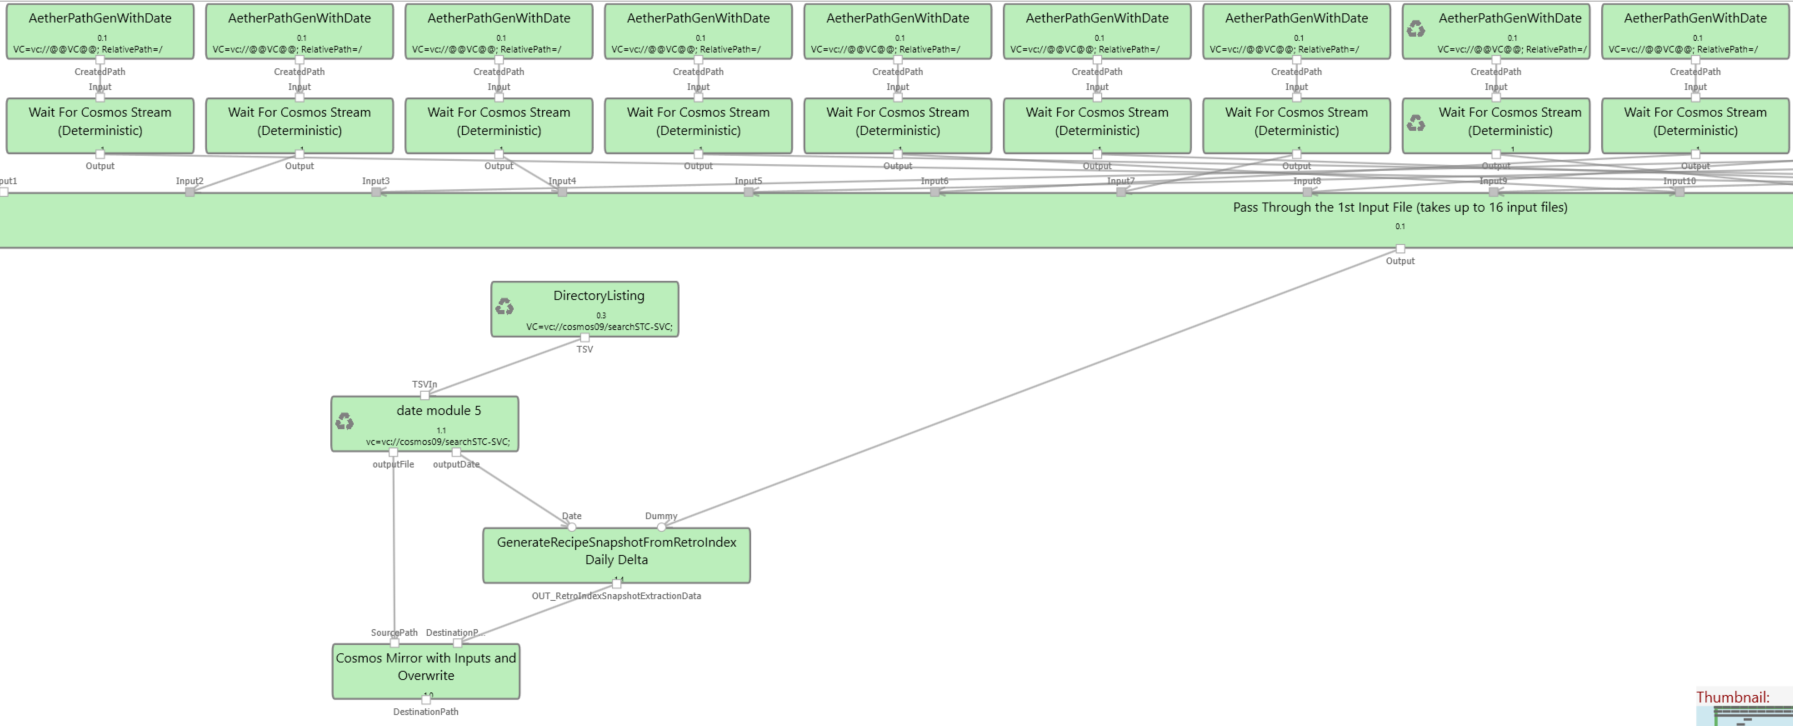 AetherPathGenWithDate AetherPathGenWithDate AetherPathGenWithDate AetherPathGenWithDate AetherPathGenWithDate AetherPathGenWithDate AetherPathGenWithDate AetherPathGenWithDate AetherPathGenWithDate
0.1 0.1 0.1 0.1 0.1 0.1 0.1 0.1 0.1
VC=vc://@@VC@@; RelativePath=/ VC=vc://@@VC@@; RelativePath=/ VC=vc://@@VC@@; RelativePath=/ VC=vc://@@VC@@; RelativePath=/ VC=vc://@@VC@@; RelativePath=/ VC=vc://@@VC@@; RelativePath=/ VC=vc://@@VC@@; RelativePath=/ VC=vc://@@VC@@; RelativePath=/ VC=vc://@@VC@@; RelativePath=/
CreatedPath CreatedPath CreatedPath CreatedPath CreatedPath CreatedPath CreatedPath CreatedPath CreatedPath
Input Input Input Input Input Input Input Input Input
Wait For Cosmos Stream Wait For Cosmos Stream Wait For Cosmos Stream Wait For Cosmos Stream Wait For Cosmos Stream Wait For Cosmos Stream Wait For Cosmos Stream Wait For Cosmos Stream Wait For Cosmos Stream
(Deterministic) (Deterministic) (Deterministic) (Deterministic) (Deterministic) (Deterministic) (Deterministic) (Deterministic) (Deterministic)
Output Output Output Output Output Output Output Output Output
put1 Input2 Input3 Input4 Input5 Input6 Input7 Input8 Input9 Input10
Pass Through the 1st Input File (takes up to 16 input files)
0.1
Output
DirectoryListing
0.3
VC=vc://cosmos09/searchSTC-SVC;
TSV
TSVIn
date module 5
1.1
vc=vc://cosmos09/searchSTC-SVC;
outputFile outputDate
Date Dummy
GenerateRecipeSnapshotFromRetroIndex
Daily Delta
OUT_RetroIndexSnapshotExtractionData
SourcePath DestinationP...
Cosmos Mirror with Inputs and
Overwrite
DestinationPath
Thumbnail: